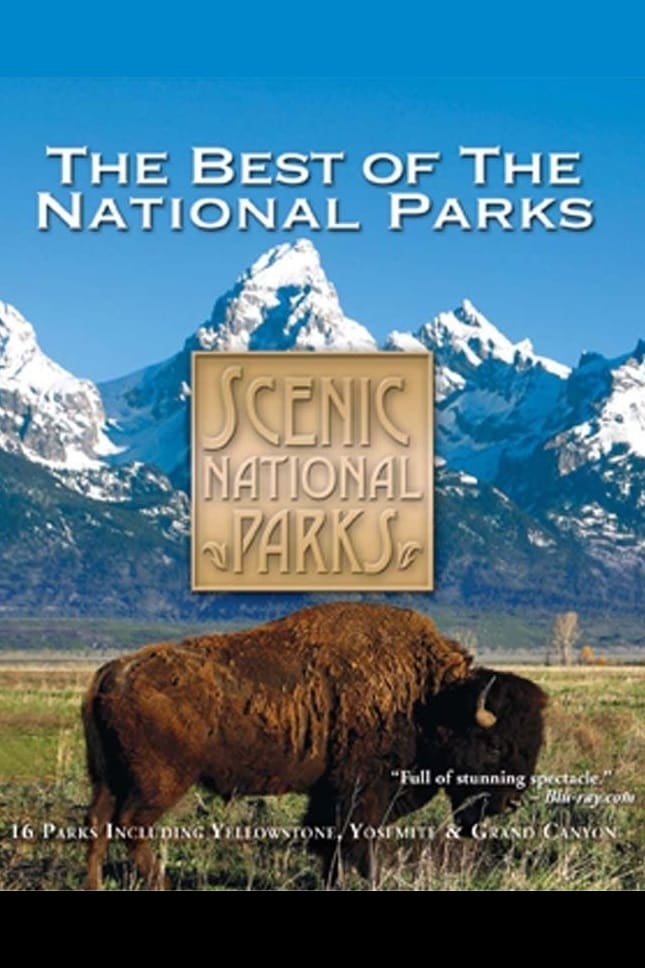 THE BEST OF THE
NATIONAL PARKS
SCENIC
NATIONAL
PARKS
“Full of stunning spectacle.”
– Blu-ray.com
16 PARKS INCLUDING YELLOWSTONE, YOSEMITE & GRAND CANYON